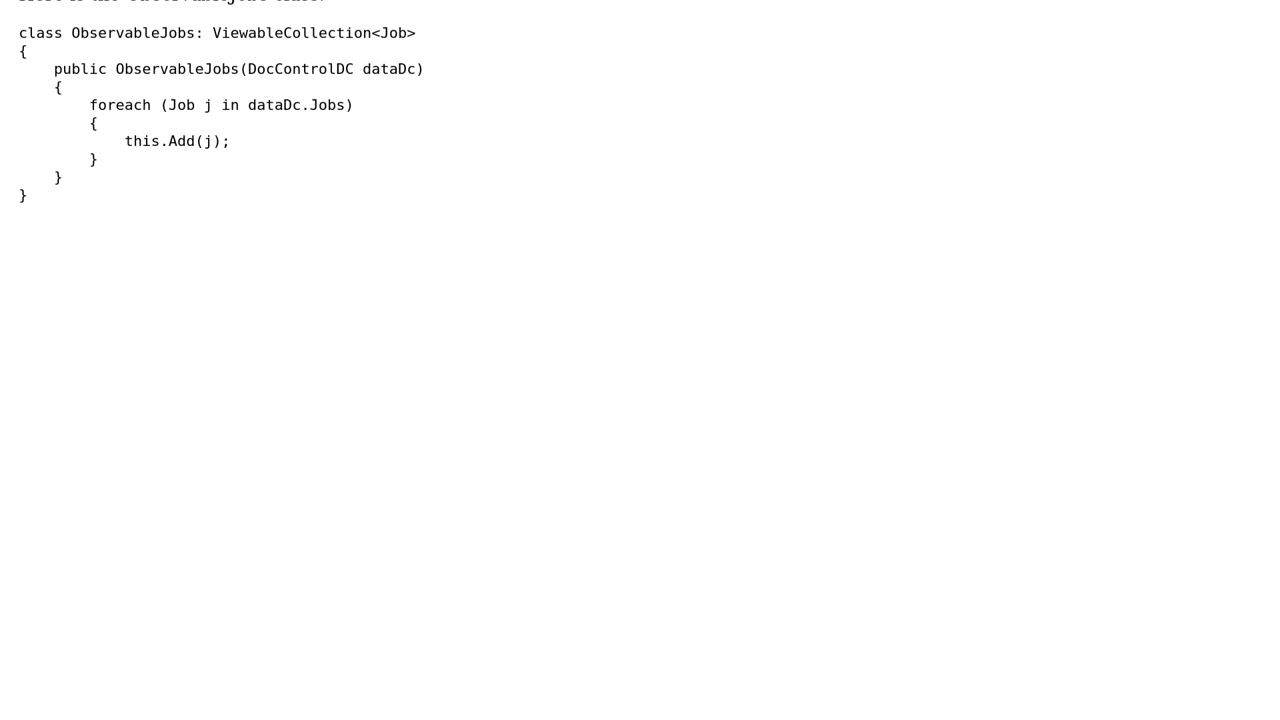 class ObservableJobs: ViewableCollection<Job>
{
    public ObservableJobs(DocControlDC dataDc)
    {
        foreach (Job j in dataDc.Jobs)
        {
            this.Add(j);
        }
    }
}